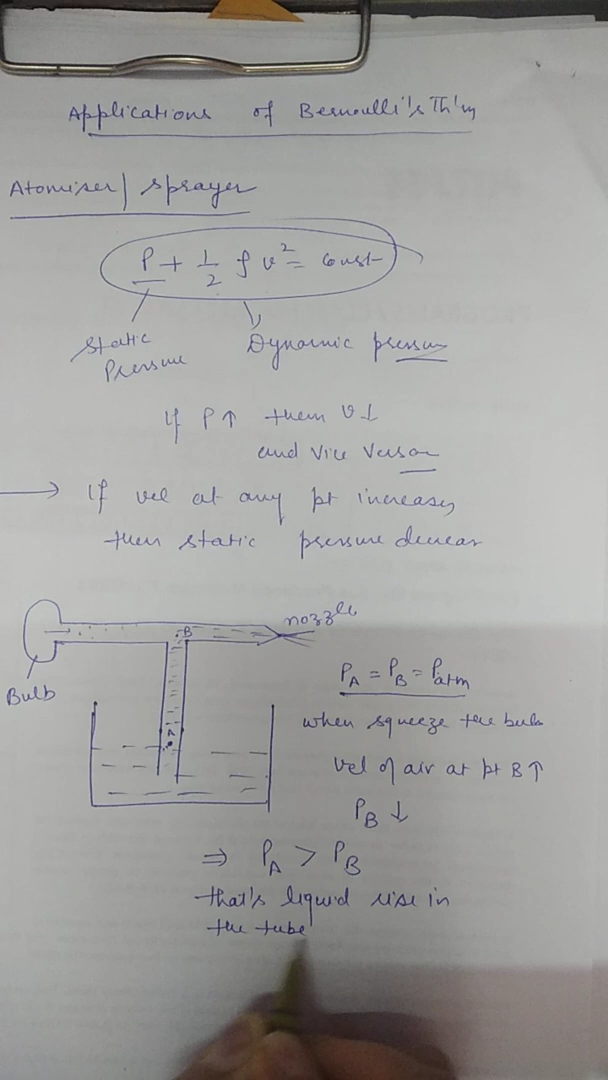 Applications of Bernoulli's Th'm
Atomiser/ Sprayer
P + 1/2 ρ v² = const
Static Pressure
Dynamic pressure
If P↑ then v↓
and vice versa
→ If vel at any pt increases,
then static pressure decreas
nozzle
B
A
Bulb
P_A = P_B = P_atm
when squeeze the bulb
vel of air at pt B↑
P_B ↓
⇒ P_A > P_B
that's liquid rise in
the tube